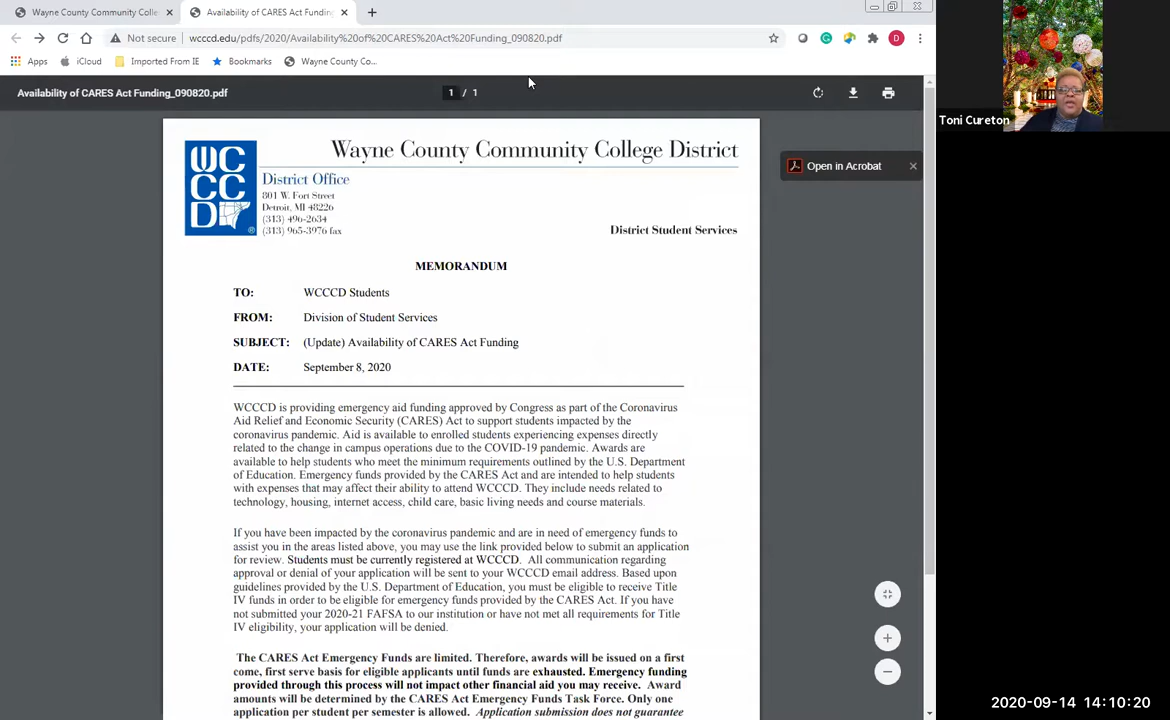 Wayne County Community Colle
Availability of CARES Act Fundin
Not secure
wcccd.edu/pdfs/2020/Availability%20of%20CARES%20Act%20Funding_090820.pdf
D
Apps
iCloud
Imported From IE
Bookmarks
Wayne County Co...
Availability of CARES Act Funding_090820.pdf
1 / 1
Toni Cureton
Open in Acrobat
WC
CC
D
®
Wayne County Community College District
District Office
801 W. Fort Street
Detroit, MI 48226
(313) 496-2634
(313) 965-3976 fax
District Student Services
MEMORANDUM
TO: WCCCD Students
FROM: Division of Student Services
SUBJECT: (Update) Availability of CARES Act Funding
DATE: September 8, 2020
WCCCD is providing emergency aid funding approved by Congress as part of the Coronavirus
Aid Relief and Economic Security (CARES) Act to support students impacted by the
coronavirus pandemic. Aid is available to enrolled students experiencing expenses directly
related to the change in campus operations due to the COVID-19 pandemic. Awards are
available to help students who meet the minimum requirements outlined by the U.S. Department
of Education. Emergency funds provided by the CARES Act and are intended to help students
with expenses that may affect their ability to attend WCCCD. They include needs related to
technology, housing, internet access, child care, basic living needs and course materials.
If you have been impacted by the coronavirus pandemic and are in need of emergency funds to
assist you in the areas listed above, you may use the link provided below to submit an application
for review. Students must be currently registered at WCCCD. All communication regarding
approval or denial of your application will be sent to your WCCCD email address. Based upon
guidelines provided by the U.S. Department of Education, you must be eligible to receive Title
IV funds in order to be eligible for emergency funds provided by the CARES Act. If you have
not submitted your 2020-21 FAFSA to our institution or have not met all requirements for Title
IV eligibility, your application will be denied.
The CARES Act Emergency Funds are limited. Therefore, awards will be issued on a first
come, first serve basis for eligible applicants until funds are exhausted. Emergency funding
provided through this process will not impact other financial aid you may receive. Award
amounts will be determined by the CARES Act Emergency Funds Task Force. Only one
application per student per semester is allowed. Application submission does not guarantee
2020-09-14 14:10:20